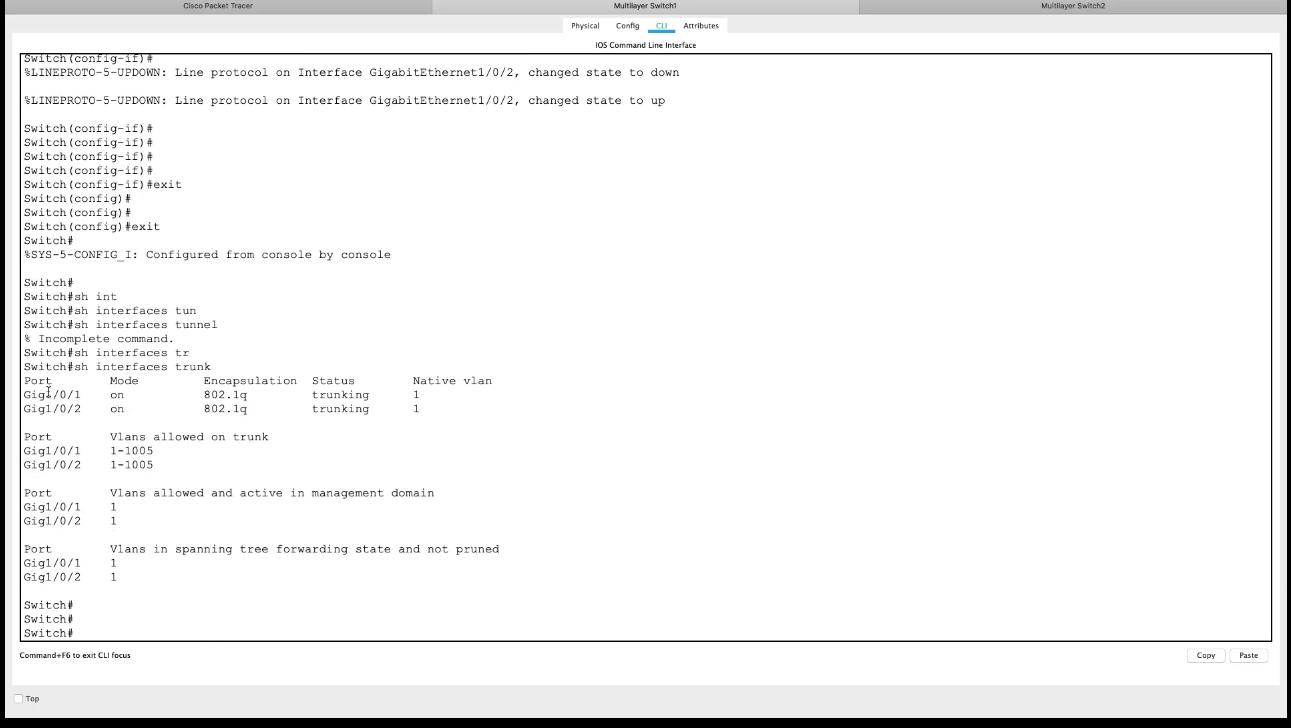 Cisco Packet Tracer Multilayer Switch1 Multilayer Switch2
Physical Config CLI Attributes
IOS Command Line Interface
Switch(config-if)#
%LINEPROTO-5-UPDOWN: Line protocol on Interface GigabitEthernet1/0/2, changed state to down
%LINEPROTO-5-UPDOWN: Line protocol on Interface GigabitEthernet1/0/2, changed state to up
Switch(config-if)#
Switch(config-if)#
Switch(config-if)#
Switch(config-if)#
Switch(config-if)#exit
Switch(config)#
Switch(config)#
Switch(config)#exit
Switch#
%SYS-5-CONFIG_I: Configured from console by console
Switch#
Switch#sh int
Switch#sh interfaces tun
Switch#sh interfaces tunnel
% Incomplete command.
Switch#sh interfaces tr
Switch#sh interfaces trunk
Port Mode Encapsulation Status Native vlan
Gig1/0/1 on 802.1q trunking 1
Gig1/0/2 on 802.1q trunking 1
Port Vlans allowed on trunk
Gig1/0/1 1-1005
Gig1/0/2 1-1005
Port Vlans allowed and active in management domain
Gig1/0/1 1
Gig1/0/2 1
Port Vlans in spanning tree forwarding state and not pruned
Gig1/0/1 1
Gig1/0/2 1
Switch#
Switch#
Switch#
Command+F6 to exit CLI focus Copy Paste
Top